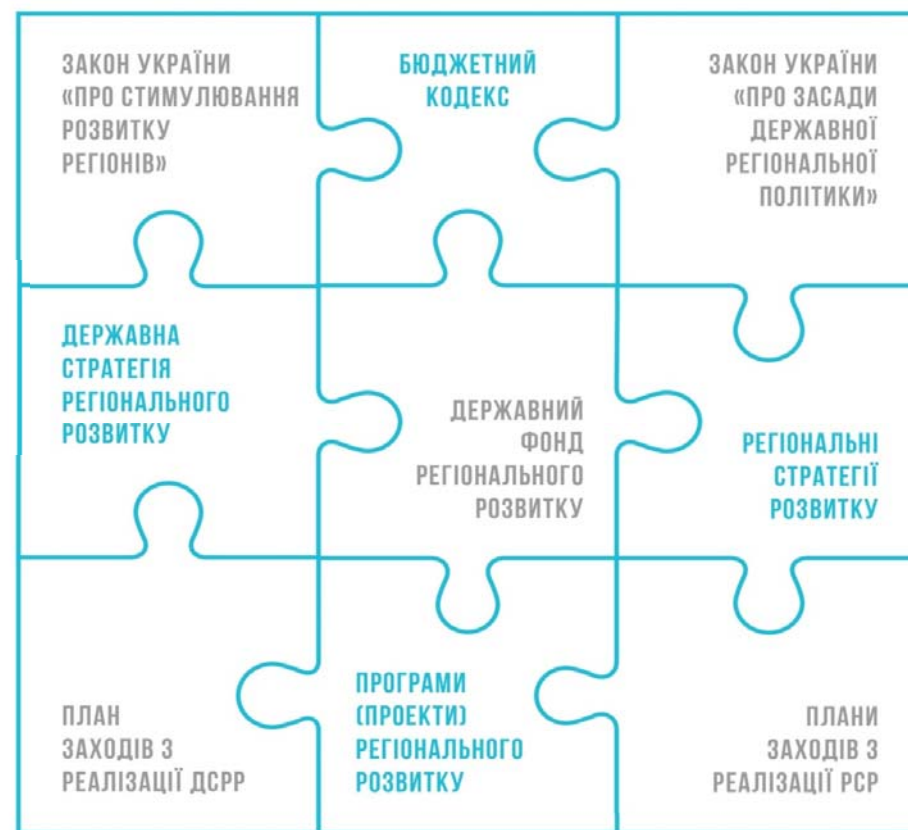 ЗАКОН УКРАЇНИ
«ПРО СТИМУЛЮВАННЯ
РОЗВИТКУ
РЕГІОНІВ»
БЮДЖЕТНИЙ
КОДЕКС
ЗАКОН УКРАЇНИ
«ПРО ЗАСАДИ
ДЕРЖАВНОЇ
РЕГІОНАЛЬНОЇ
ПОЛІТИКИ»
ДЕРЖАВНА
СТРАТЕГІЯ
РЕГІОНАЛЬНОГО
РОЗВИТКУ
ДЕРЖАВНИЙ
ФОНД
РЕГІОНАЛЬНОГО
РОЗВИТКУ
РЕГІОНАЛЬНІ
СТРАТЕГІЇ
РОЗВИТКУ
ПЛАН
ЗАХОДІВ З
РЕАЛІЗАЦІЇ ДСРР
ПРОГРАМИ
(ПРОЕКТИ)
РЕГІОНАЛЬНОГО
РОЗВИТКУ
ПЛАНИ
ЗАХОДІВ З
РЕАЛІЗАЦІЇ РСР